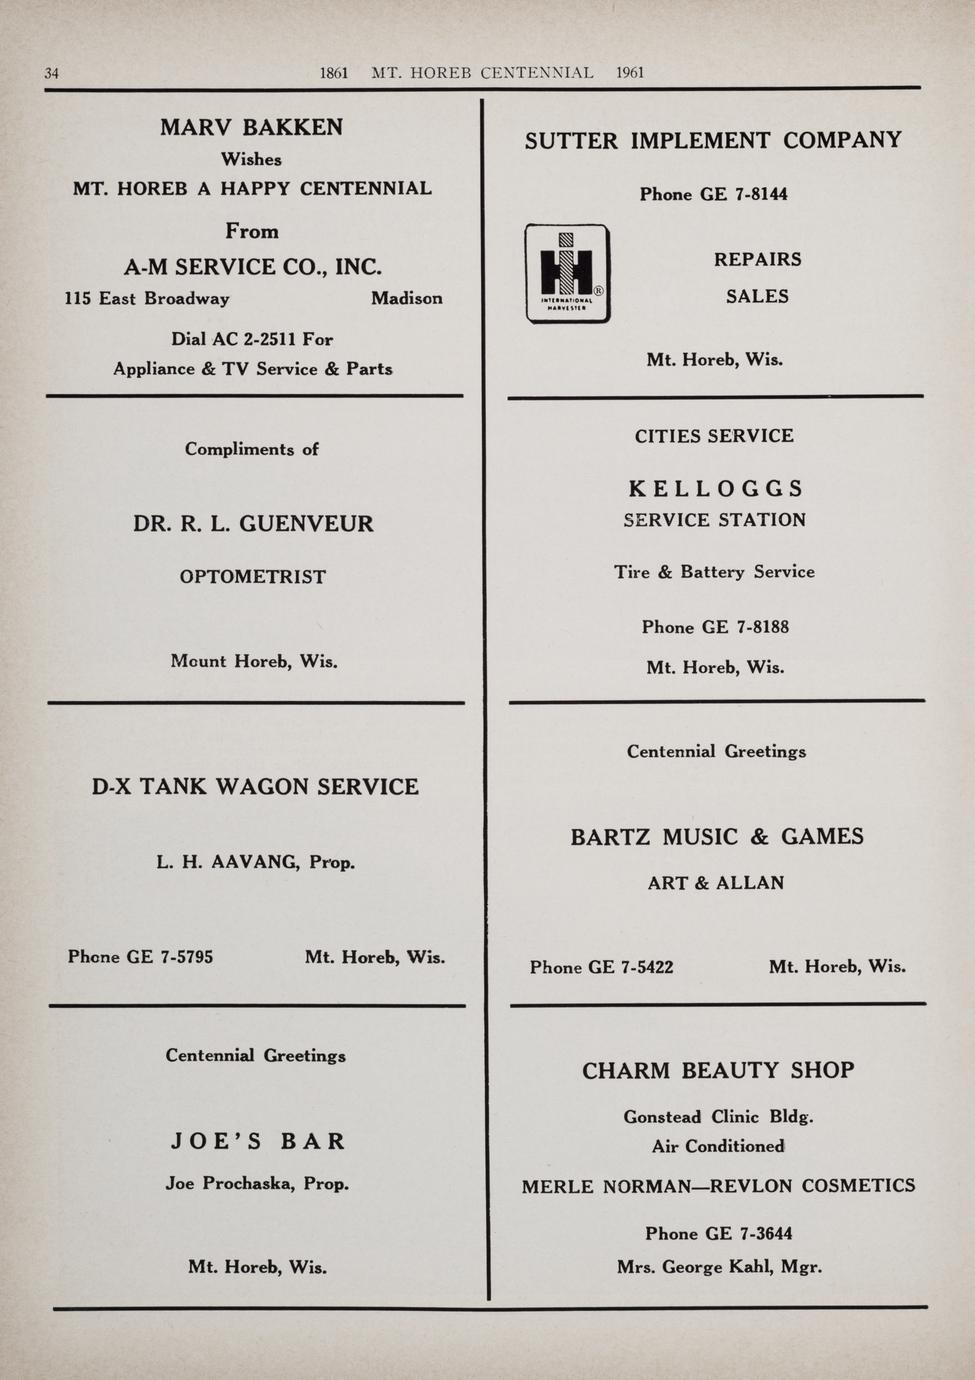 34
1861 MT. HOREB CENTENNIAL 1961
MARV BAKKEN
Wishes
MT. HOREB A HAPPY CENTENNIAL
From
A-M SERVICE CO., INC.
115 East Broadway Madison
Dial AC 2-2511 For
Appliance & TV Service & Parts
Compliments of
DR. R. L. GUENVEUR
OPTOMETRIST
Mount Horeb, Wis.
D-X TANK WAGON SERVICE
L. H. AAVANG, Prop.
Phone GE 7-5795 Mt. Horeb, Wis.
Centennial Greetings
JOE'S BAR
Joe Prochaska, Prop.
Mt. Horeb, Wis.
SUTTER IMPLEMENT COMPANY
Phone GE 7-8144
IH
INTERNATIONAL
HARVESTER
®
REPAIRS
SALES
Mt. Horeb, Wis.
CITIES SERVICE
KELLOGGS
SERVICE STATION
Tire & Battery Service
Phone GE 7-8188
Mt. Horeb, Wis.
Centennial Greetings
BARTZ MUSIC & GAMES
ART & ALLAN
Phone GE 7-5422 Mt. Horeb, Wis.
CHARM BEAUTY SHOP
Gonstead Clinic Bldg.
Air Conditioned
MERLE NORMAN—REVLON COSMETICS
Phone GE 7-3644
Mrs. George Kahl, Mgr.